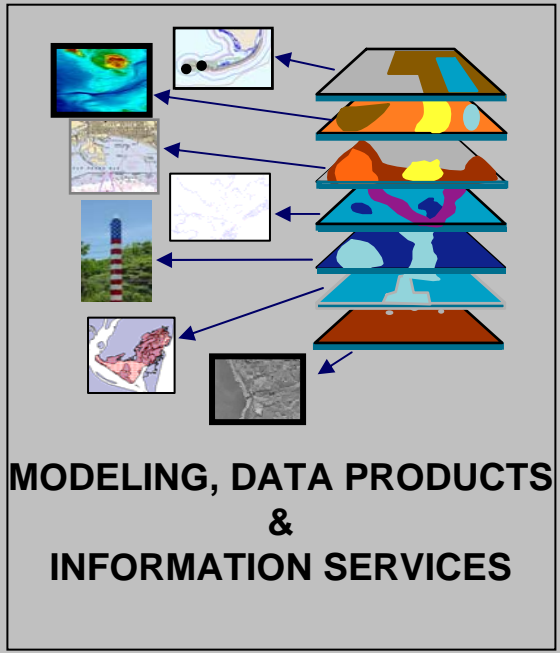 MODELING, DATA PRODUCTS
&
INFORMATION SERVICES